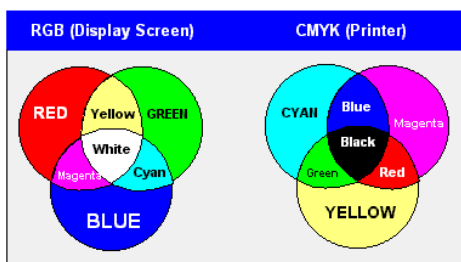 RGB (Display Screen)
CMYK (Printer)
RED
Yellow
GREEN
White
Magenta
Cyan
BLUE
CYAN
Blue
Magenta
Black
Green
Red
YELLOW